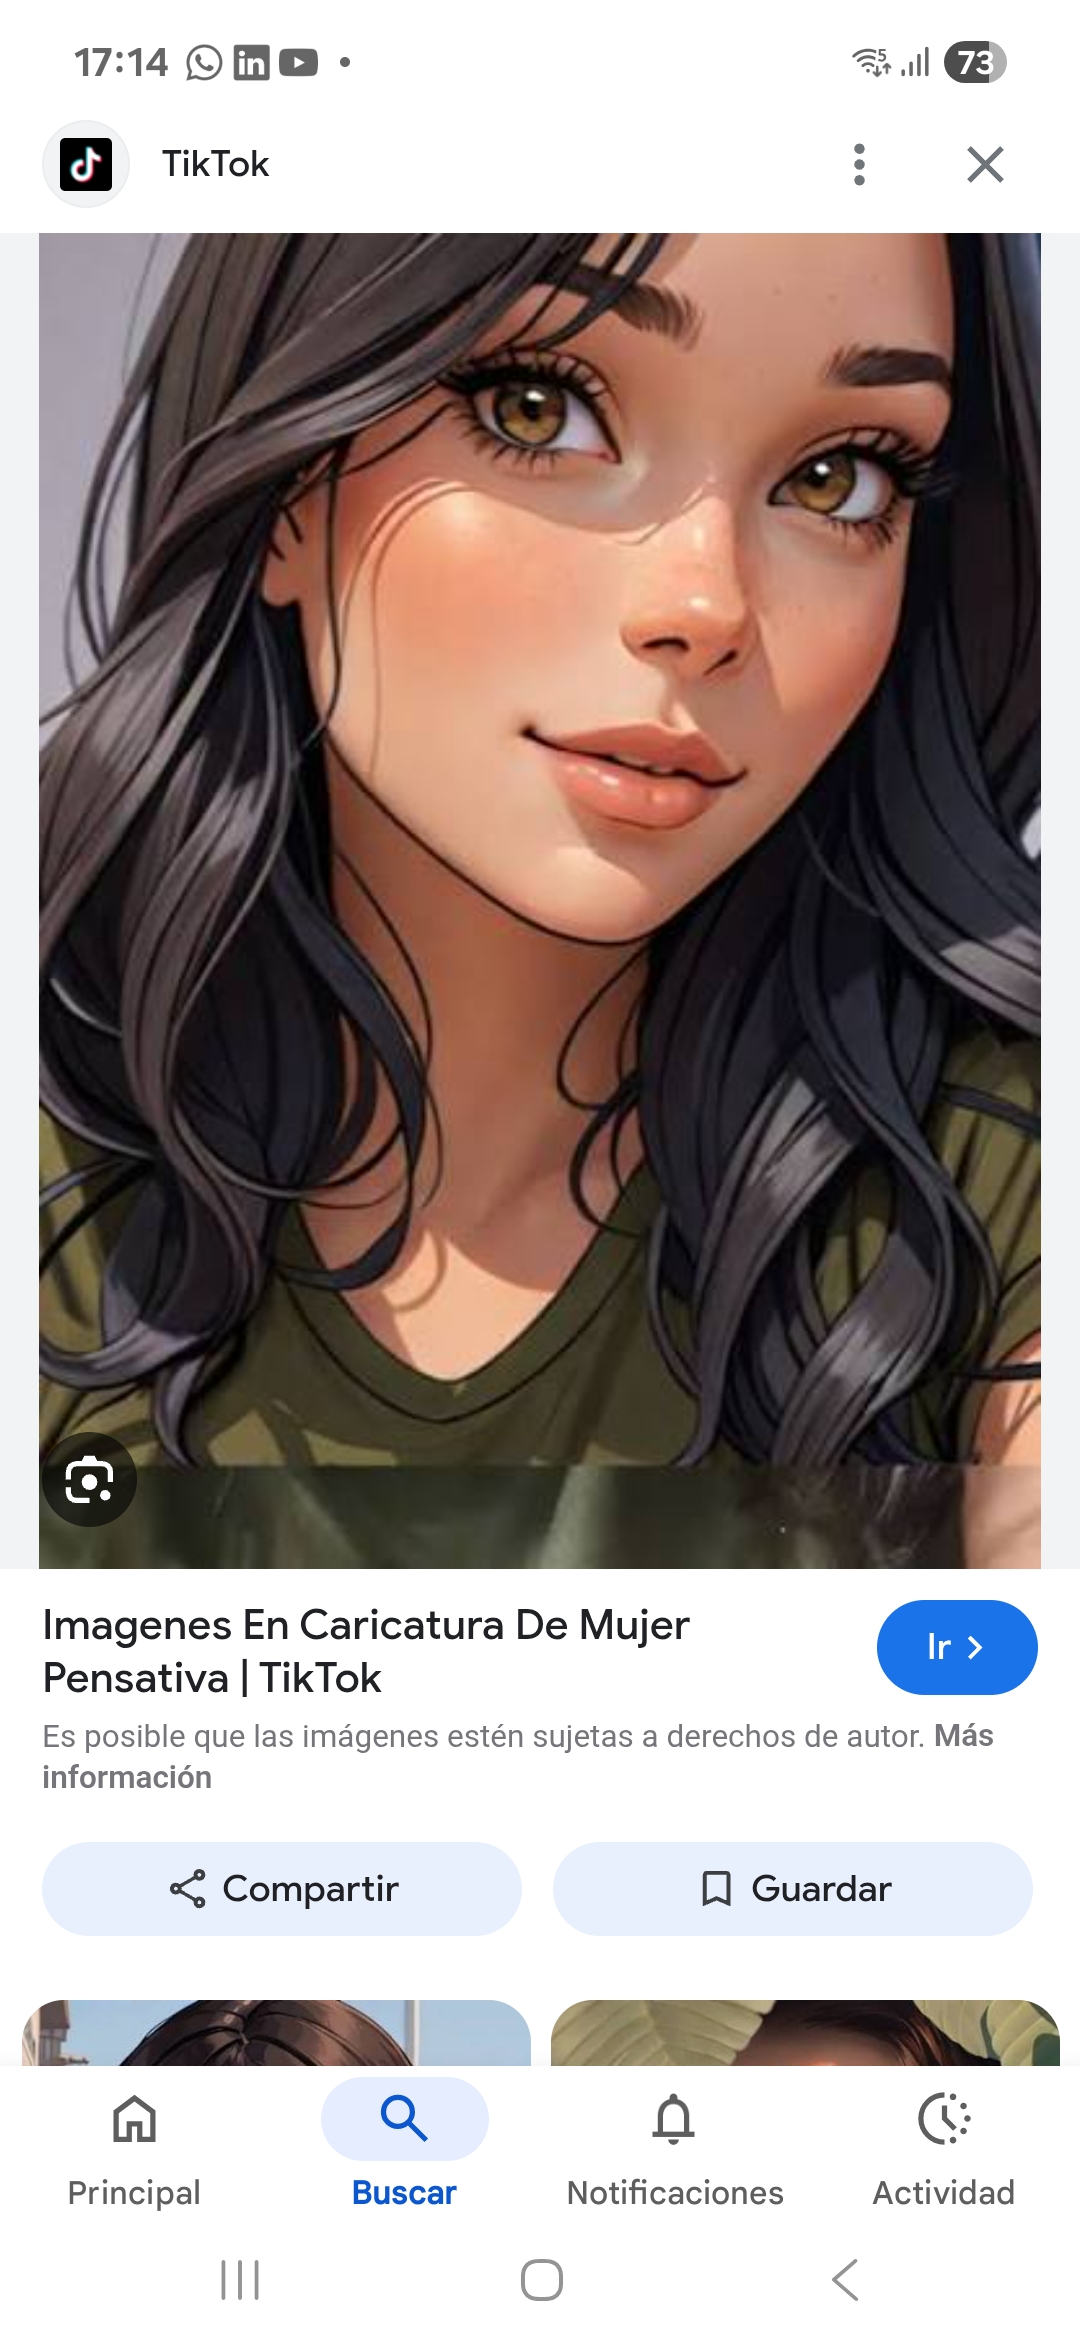 17:14
5
73
TikTok
Imagenes En Caricatura De Mujer
Pensativa | TikTok
Ir
Es posible que las imágenes estén sujetas a derechos de autor. Más
información
Compartir
Guardar
Principal
Buscar
Notificaciones
Actividad